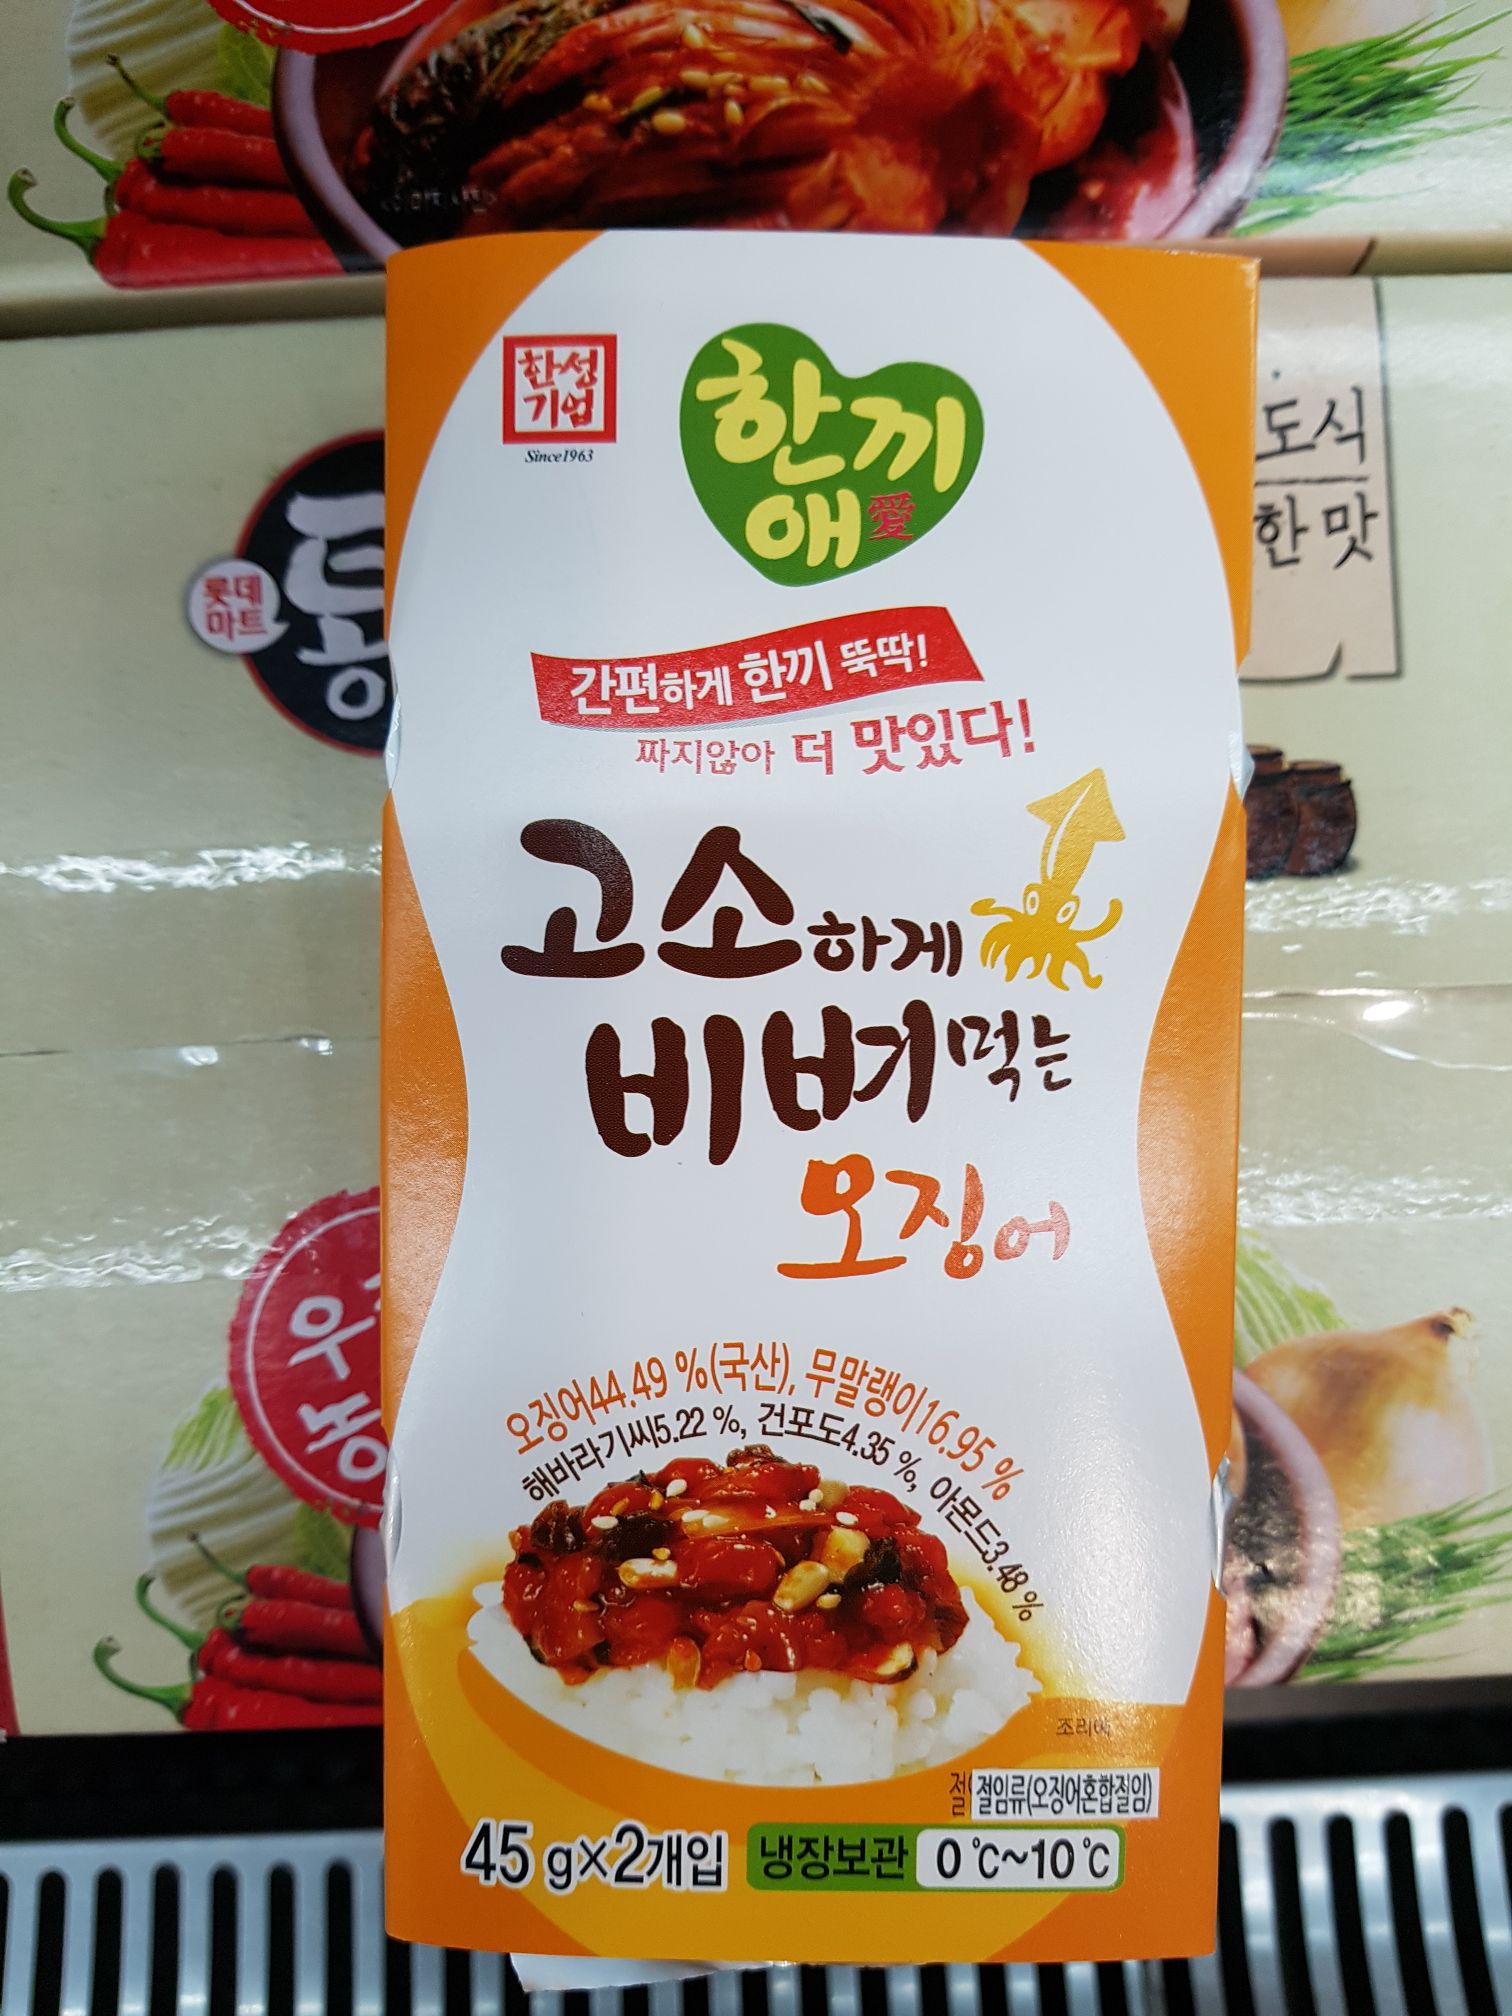 한성
기업
Since1963
한끼
애 愛
간편하게 한끼 뚝딱!
짜지않아 더 맛있다!
고소하게
비벼먹는
오징어
오징어44.49 %(국산), 무말랭이16.95 %
해바라기씨5.22 %, 건포도4.35 %, 아몬드3.48 %
조리예
절임류(오징어혼합절임)
45 g×2개입 냉장보관 0 ℃~10 ℃
롯데
마트
통
도식
한 맛
우